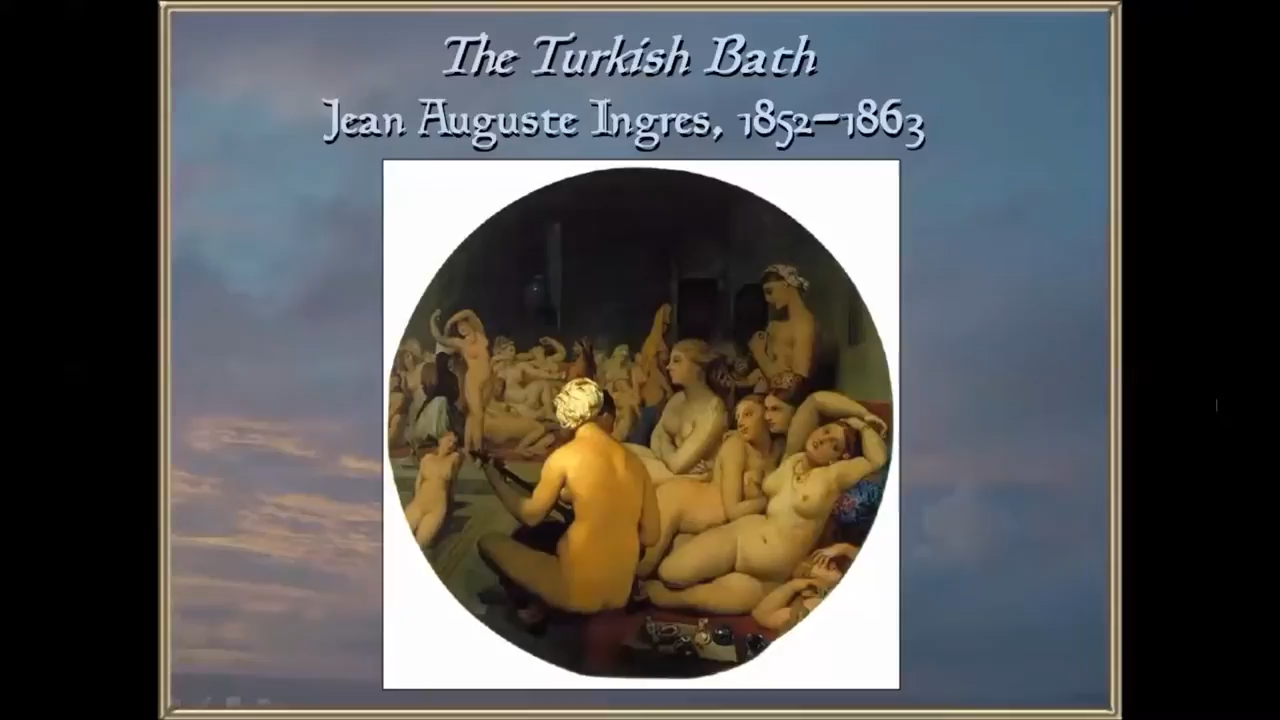 The Turkish Bath
Jean Auguste Ingres, 1852–1863